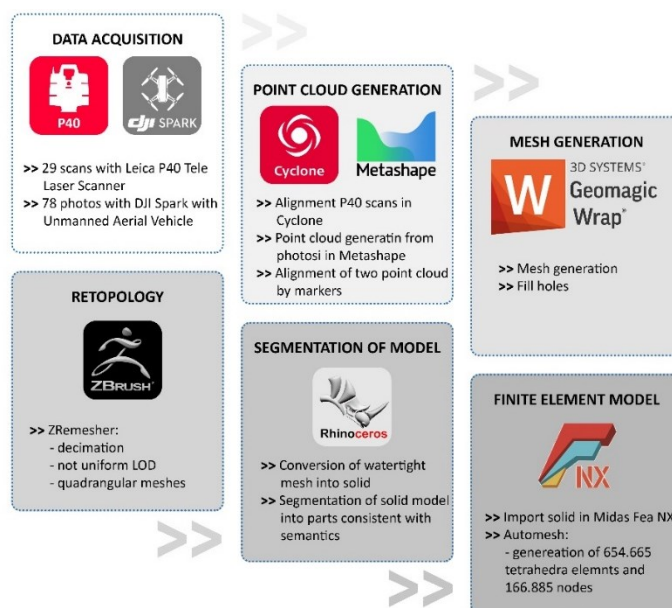 DATA ACQUISITION
P40
dji SPARK
>> 29 scans with Leica P40 Tele
Laser Scanner
>> 78 photos with DJI Spark with
Unmanned Aerial Vehicle
>>
POINT CLOUD GENERATION
Cyclone
Metashape
>> Alignment P40 scans in
Cyclone
>> Point cloud generatin from
photosi in Metashape
>> Alignment of two point cloud
by markers
>>
MESH GENERATION
W
3D SYSTEMS®
Geomagic
Wrap®
>> Mesh generation
>> Fill holes
RETOPOLOGY
ZBRUSH®
>> ZRemesher:
- decimation
- not uniform LOD
- quadrangular meshes
>>
SEGMENTATION OF MODEL
Rhinoceros
>> Conversion of watertight
mesh into solid
>> Segmentation of solid model
into parts consistent with
semantics
>>
FINITE ELEMENT MODEL
NX
>> Import solid in Midas Fea NX
>> Automesh:
- genereation of 654.665
tetrahedra elemnts and
166.885 nodes